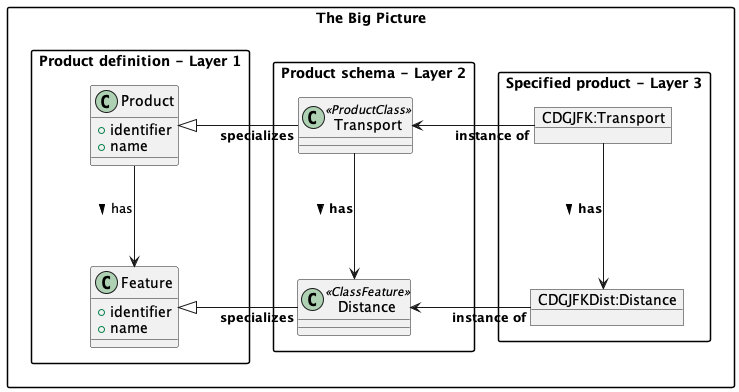 The Big Picture
Product definition - Layer 1
Product schema - Layer 2
Specified product - Layer 3
C Product
identifier
name
specializes
C «ProductClass»
Transport
instance of
CDGJFK:Transport
has
has
has
C Feature
identifier
name
specializes
C «ClassFeature»
Distance
instance of
CDGJFKDist:Distance